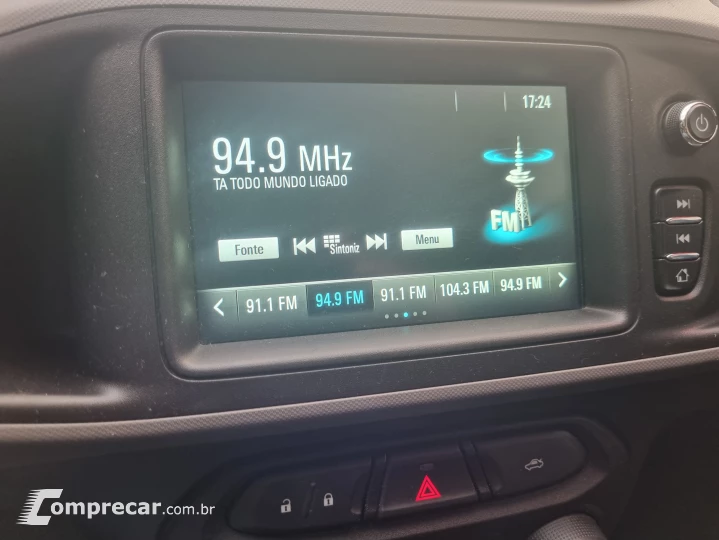 17:24
94.9 MHz
TA TODO MUNDO LIGADO
FM
Fonte
Sintoniz
Menu
91.1 FM
94.9 FM
91.1 FM
104.3 FM
94.9 FM
Comprecar.com.br